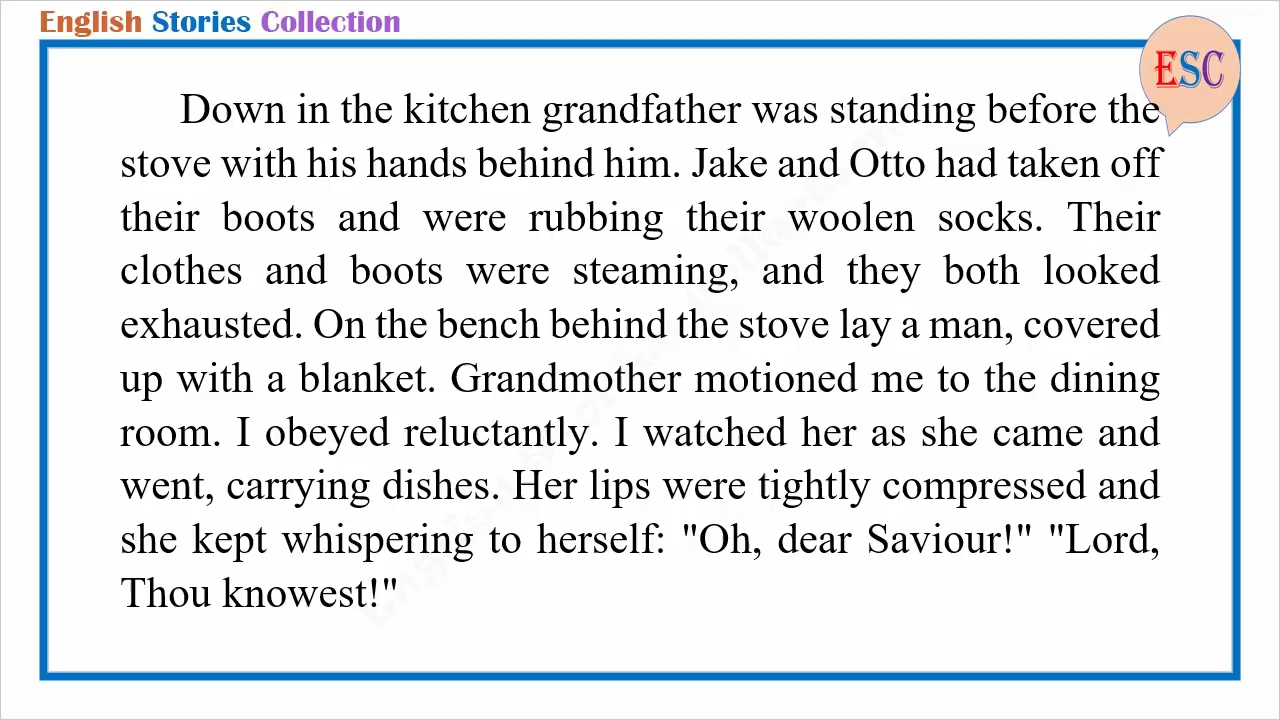 English Stories Collection
ESC
Down in the kitchen grandfather was standing before the
stove with his hands behind him. Jake and Otto had taken off
their boots and were rubbing their woolen socks. Their
clothes and boots were steaming, and they both looked
exhausted. On the bench behind the stove lay a man, covered
up with a blanket. Grandmother motioned me to the dining
room. I obeyed reluctantly. I watched her as she came and
went, carrying dishes. Her lips were tightly compressed and
she kept whispering to herself: "Oh, dear Saviour!" "Lord,
Thou knowest!"